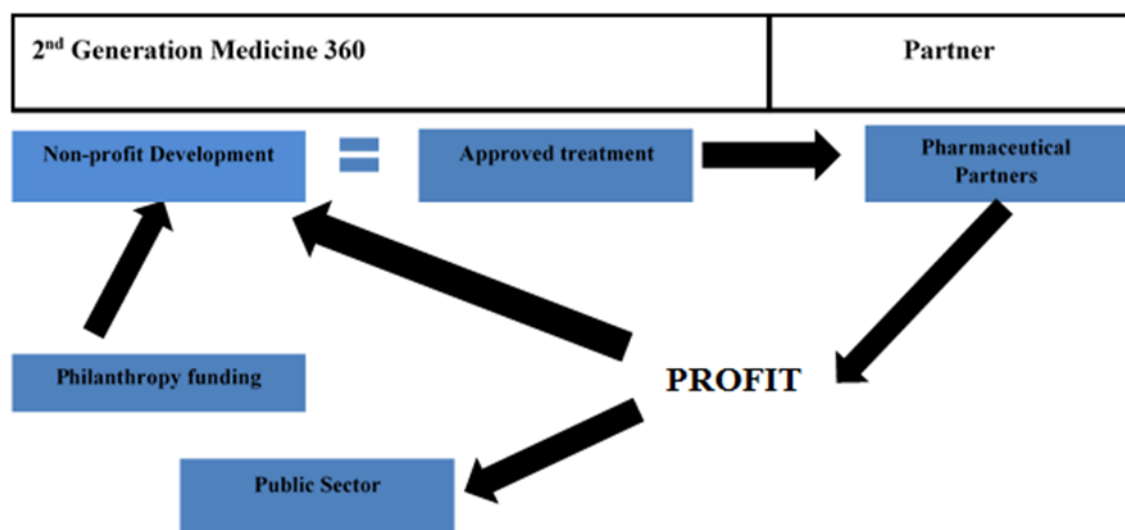 2nd Generation Medicine 360
Partner
Non-profit Development
Approved treatment
Pharmaceutical
Partners
Philanthropy funding
PROFIT
Public Sector